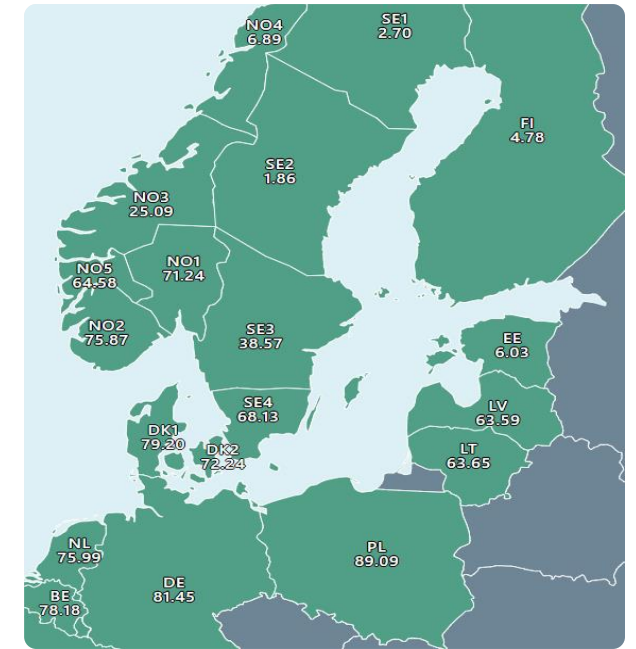 NO4
6.89
SE1
2.70
FI
4.78
SE2
1.86
NO3
25.09
NO1
71.24
NO5
64.58
NO2
75.87
SE3
38.57
EE
6.03
SE4
68.13
LV
63.59
DK1
79.20
DK2
72.24
LT
63.65
NL
75.99
PL
89.09
DE
81.45
BE
78.18